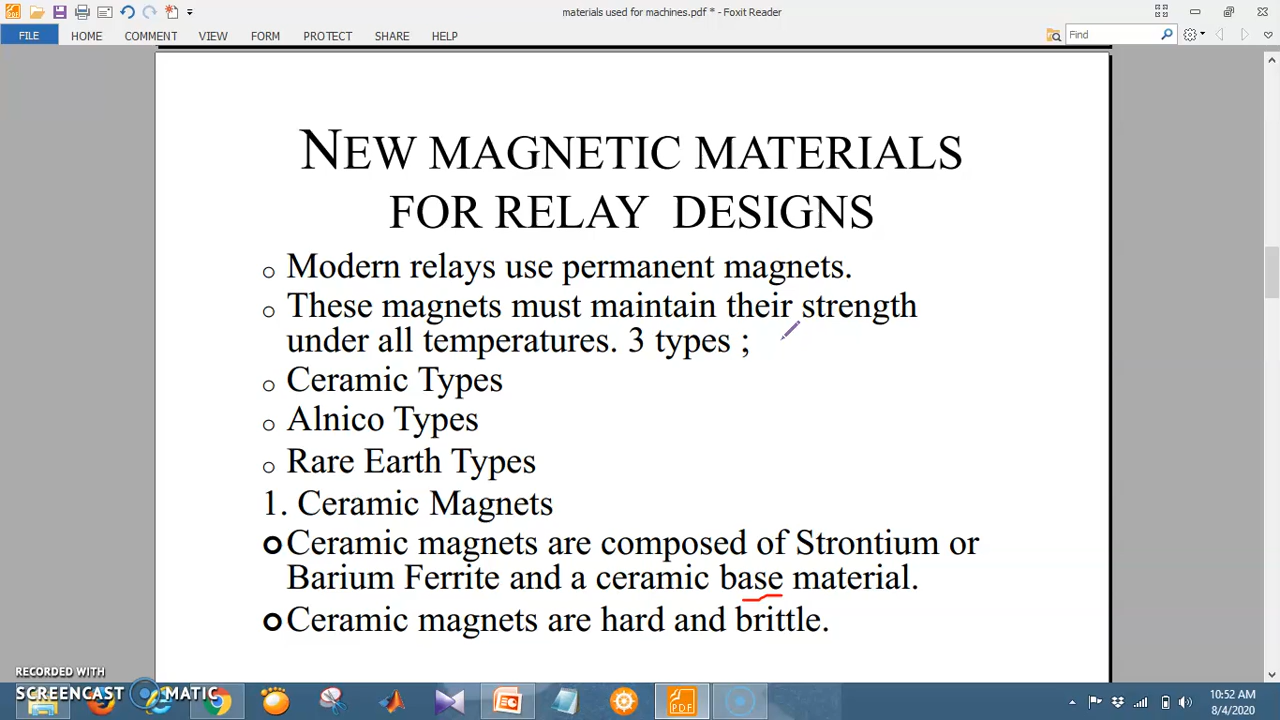 materials used for machines.pdf * - Foxit Reader
FILE HOME COMMENT VIEW FORM PROTECT SHARE HELP Find
NEW MAGNETIC MATERIALS
FOR RELAY DESIGNS
Modern relays use permanent magnets.
These magnets must maintain their strength
under all temperatures. 3 types ;
Ceramic Types
Alnico Types
Rare Earth Types
1. Ceramic Magnets
Ceramic magnets are composed of Strontium or
Barium Ferrite and a ceramic base material.
Ceramic magnets are hard and brittle.
RECORDED WITH
SCREENCAST MATIC
PDF
10:52 AM
8/4/2020